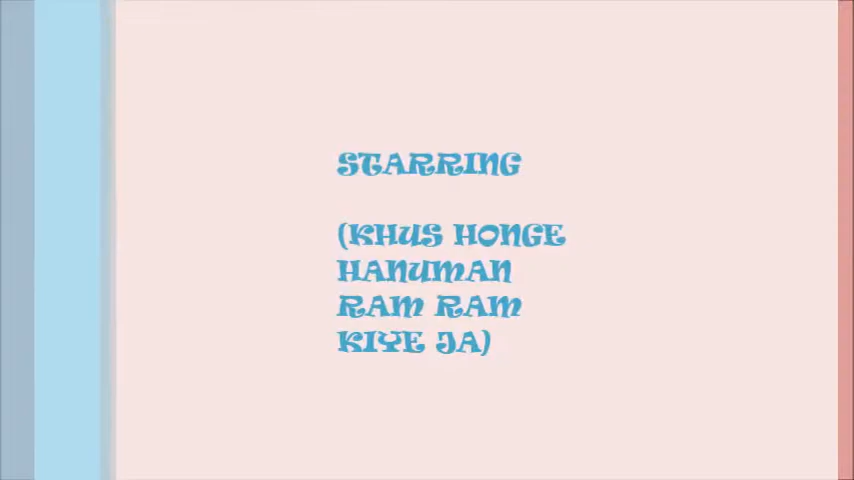 STARRING
(KHUS HONGE
HANUMAN
RAM RAM
KIYE JA)